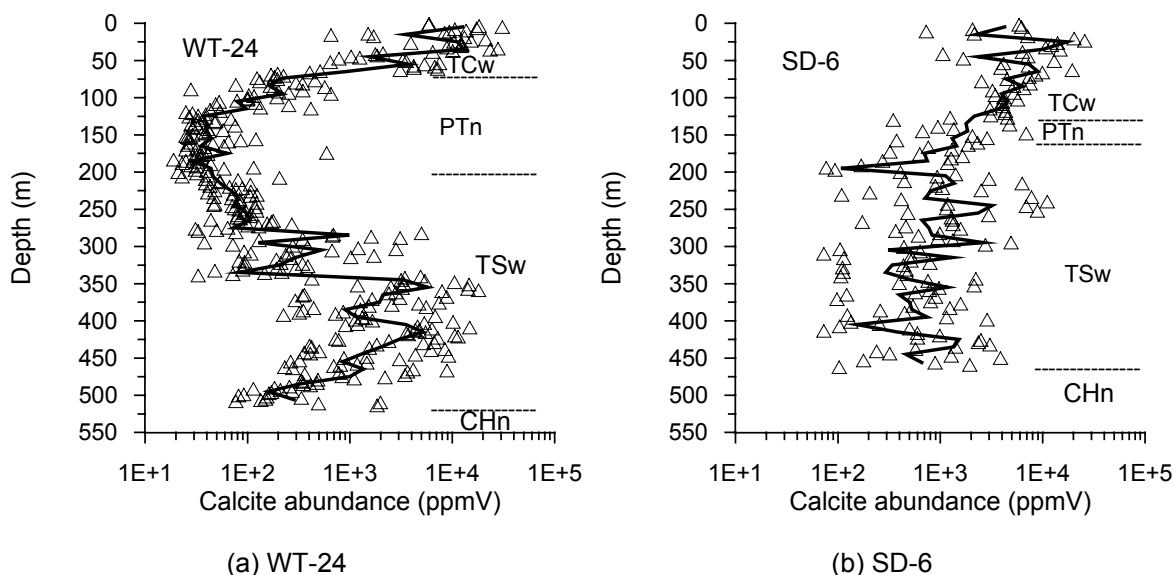 0
50
100
150
200
250
300
350
400
450
500
550
Depth (m)
WT-24
TCw
PTn
TSw
CHn
1E+1 1E+2 1E+3 1E+4 1E+5
Calcite abundance (ppmV)
(a) WT-24
0
50
100
150
200
250
300
350
400
450
500
550
Depth (m)
SD-6
TCw
PTn
TSw
CHn
1E+1 1E+2 1E+3 1E+4 1E+5
Calcite abundance (ppmV)
(b) SD-6